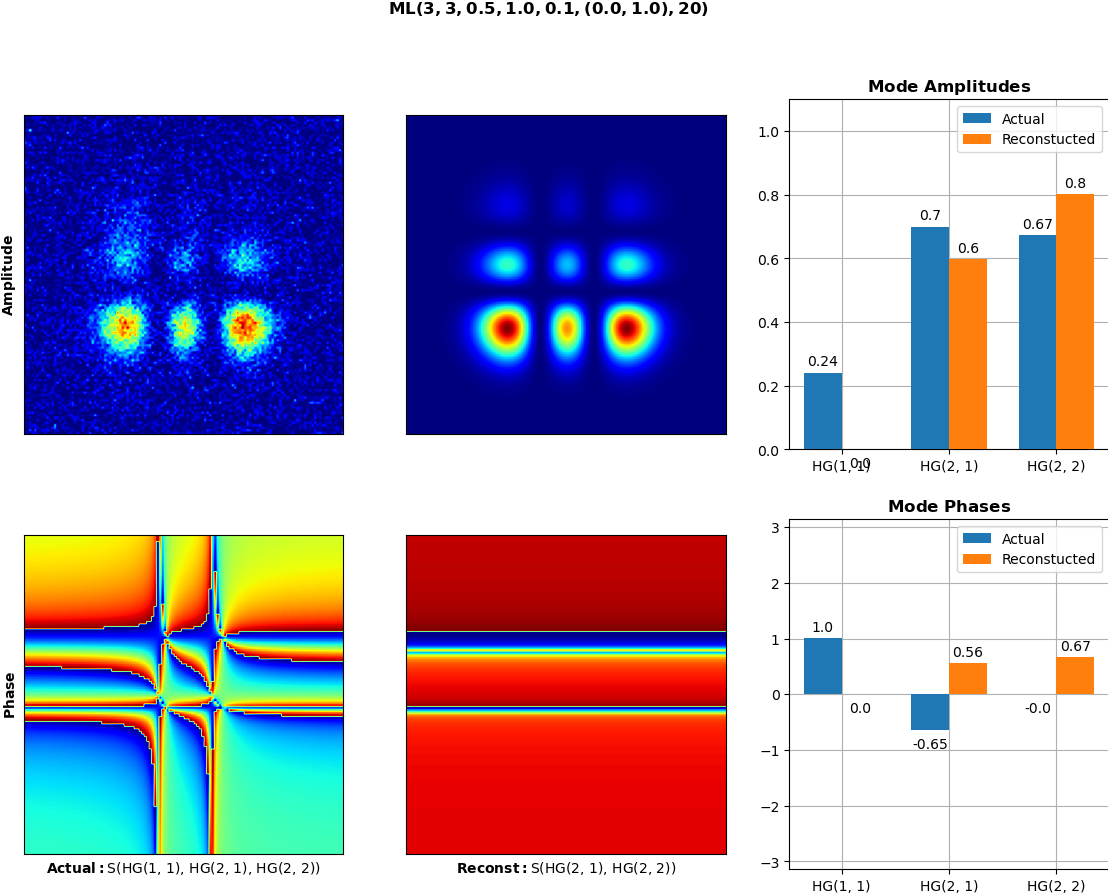 ML(3, 3, 0.5, 1.0, 0.1, (0.0, 1.0), 20)
Amplitude
Mode Amplitudes
Actual
Reconstucted
1.0
0.8
0.6
0.4
0.2
0.0
0.24
0.0
0.7
0.6
0.67
0.8
HG(1, 1)
HG(2, 1)
HG(2, 2)
Phase
Actual: S(HG(1, 1), HG(2, 1), HG(2, 2))
Reconst: S(HG(2, 1), HG(2, 2))
Mode Phases
Actual
Reconstucted
3
2
1
0
−1
−2
−3
1.0
0.0
-0.65
0.56
-0.0
0.67
HG(1, 1)
HG(2, 1)
HG(2, 2)